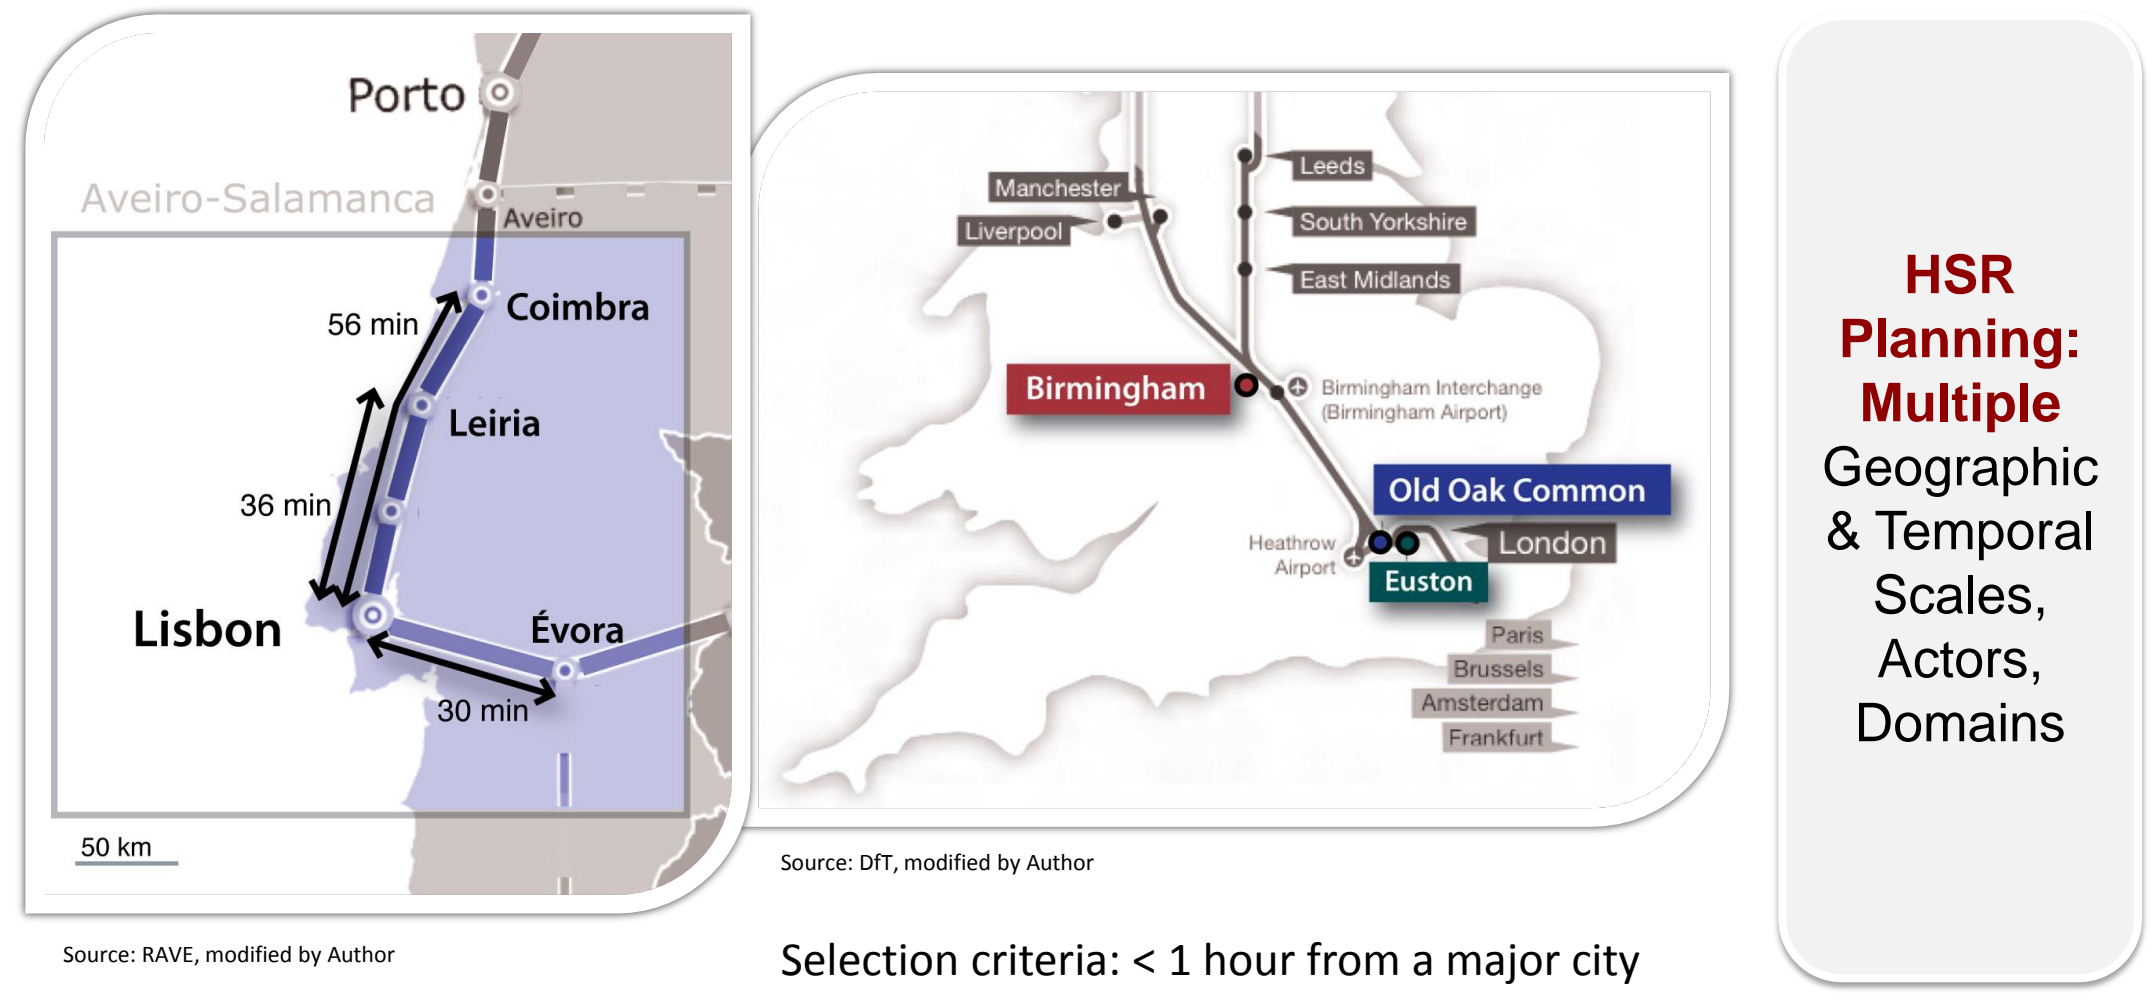 Porto
Aveiro-Salamanca
Aveiro
56 min
Coimbra
Leiria
36 min
Lisbon
Évora
30 min
50 km
Source: RAVE, modified by Author
Manchester
Liverpool
Leeds
South Yorkshire
East Midlands
Birmingham
Birmingham Interchange
(Birmingham Airport)
Old Oak Common
Heathrow
Airport
London
Euston
Paris
Brussels
Amsterdam
Frankfurt
Source: DfT, modified by Author
Selection criteria: < 1 hour from a major city
HSR
Planning:
Multiple
Geographic
& Temporal
Scales,
Actors,
Domains